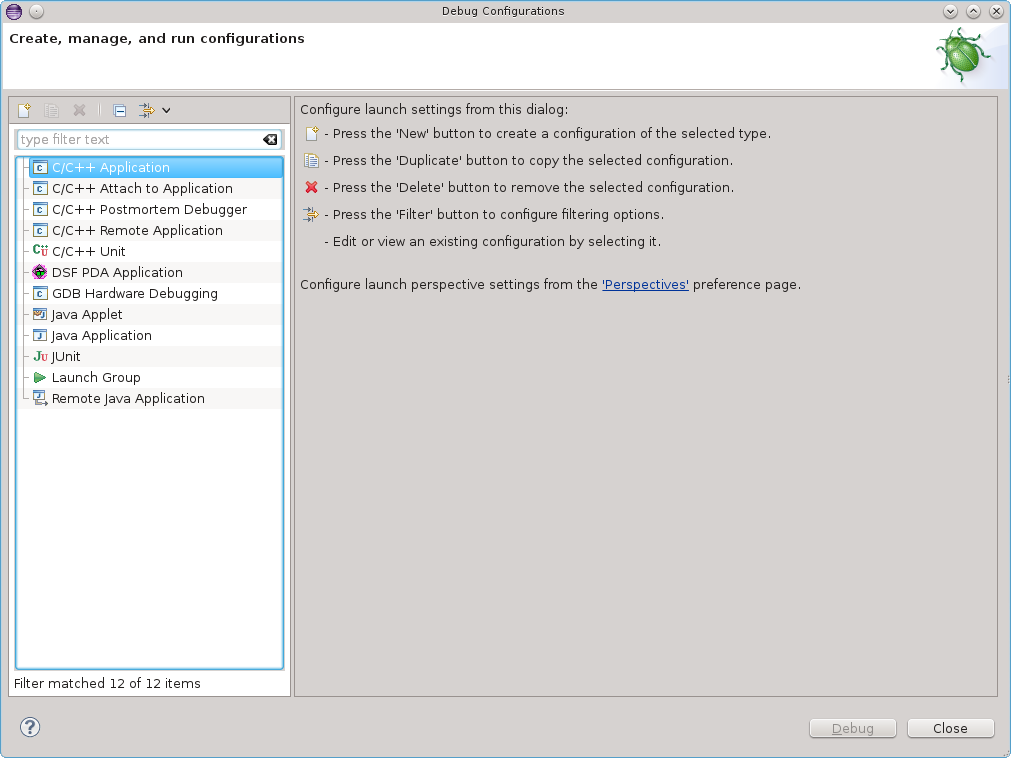 Debug Configurations
Create, manage, and run configurations
type filter text
C/C++ Application
C/C++ Attach to Application
C/C++ Postmortem Debugger
C/C++ Remote Application
C/C++ Unit
DSF PDA Application
GDB Hardware Debugging
Java Applet
Java Application
JUnit
Launch Group
Remote Java Application
Filter matched 12 of 12 items
Configure launch settings from this dialog:
- Press the 'New' button to create a configuration of the selected type.
- Press the 'Duplicate' button to copy the selected configuration.
- Press the 'Delete' button to remove the selected configuration.
- Press the 'Filter' button to configure filtering options.
- Edit or view an existing configuration by selecting it.
Configure launch perspective settings from the 'Perspectives' preference page.
Debug
Close